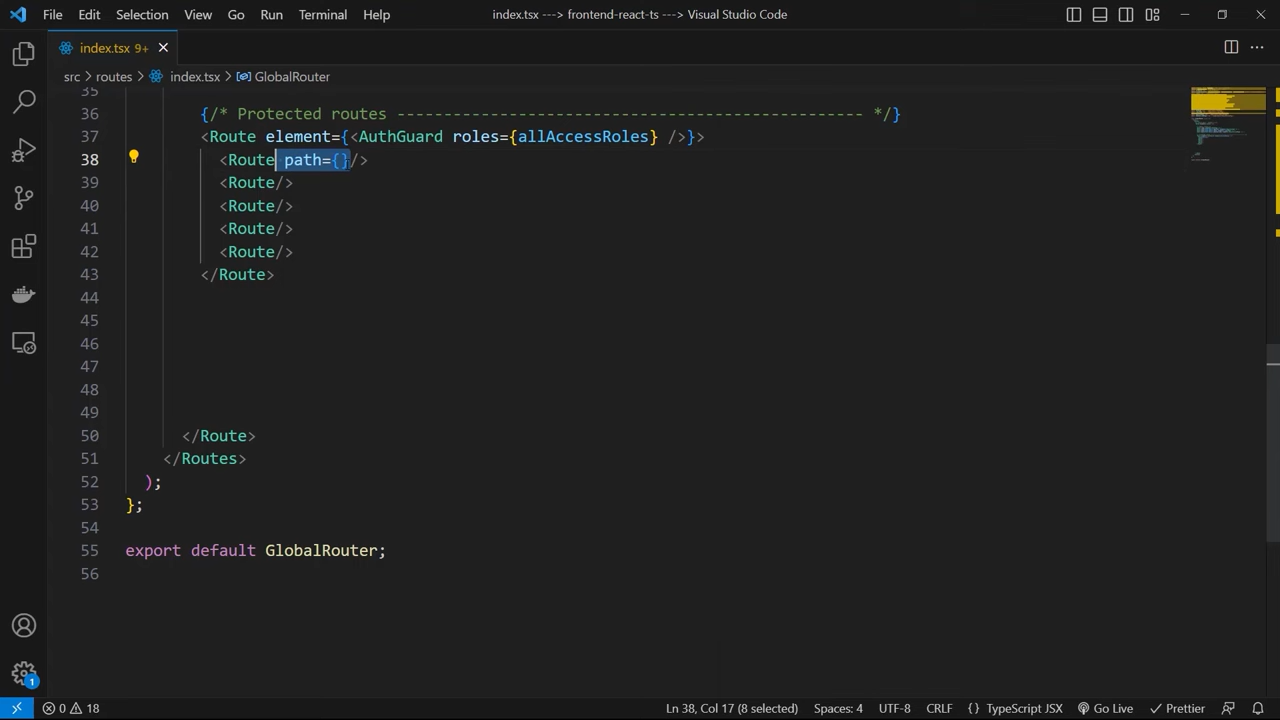 File Edit Selection View Go Run Terminal Help index.tsx ---> frontend-react-ts ---> Visual Studio Code
index.tsx 9+
src > routes > index.tsx > GlobalRouter
35
36 {/* Protected routes -------------------------------------------------- */}
37 <Route element={<AuthGuard roles={allAccessRoles} />}>
38 <Route path={}/>
39 <Route/>
40 <Route/>
41 <Route/>
42 <Route/>
43 </Route>
44
45
46
47
48
49
50 </Route>
51 </Routes>
52 );
53 };
54
55 export default GlobalRouter;
56
1
0 18 Ln 38, Col 17 (8 selected) Spaces: 4 UTF-8 CRLF {} TypeScript JSX Go Live Prettier